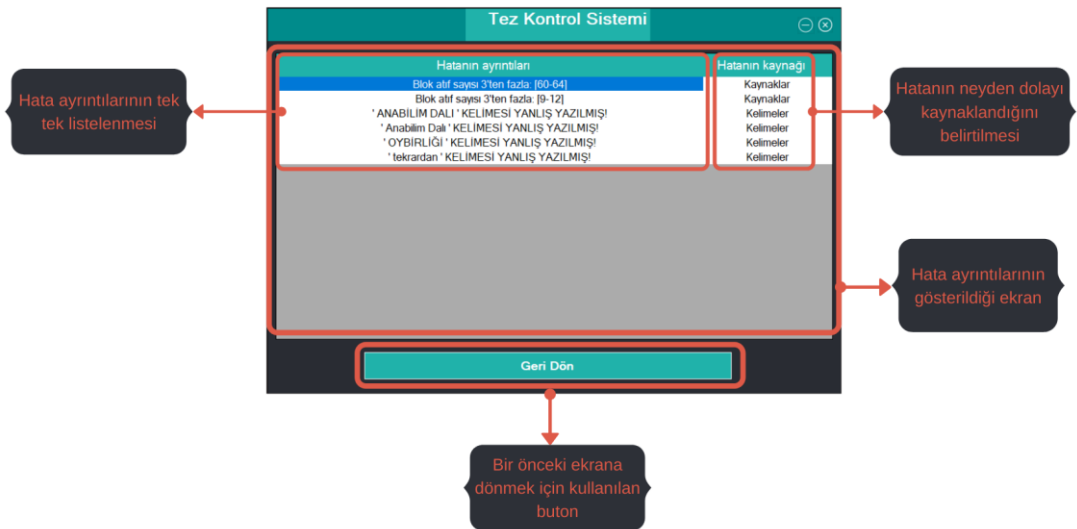 Tez Kontrol Sistemi
Hatanın ayrıntıları
Hatanın kaynağı
Blok atıf sayısı 3'ten fazla: [60-64]
Kaynaklar
Blok atıf sayısı 3'ten fazla: [9-12]
Kaynaklar
' ANABİLİM DALI ' KELİMESİ YANLIŞ YAZILMIŞ!
Kelimeler
' Anabilim Dalı ' KELİMESİ YANLIŞ YAZILMIŞ!
Kelimeler
' OYBİRLİĞİ ' KELİMESİ YANLIŞ YAZILMIŞ!
Kelimeler
' tekrardan ' KELİMESİ YANLIŞ YAZILMIŞ!
Kelimeler
Hata ayrıntılarının tek
tek listelenmesi
Hatanın neyden dolayı
kaynaklandığını
belirtilmesi
Hata ayrıntılarının
gösterildiği ekran
Geri Dön
Bir önceki ekrana
dönmek için kullanılan
buton